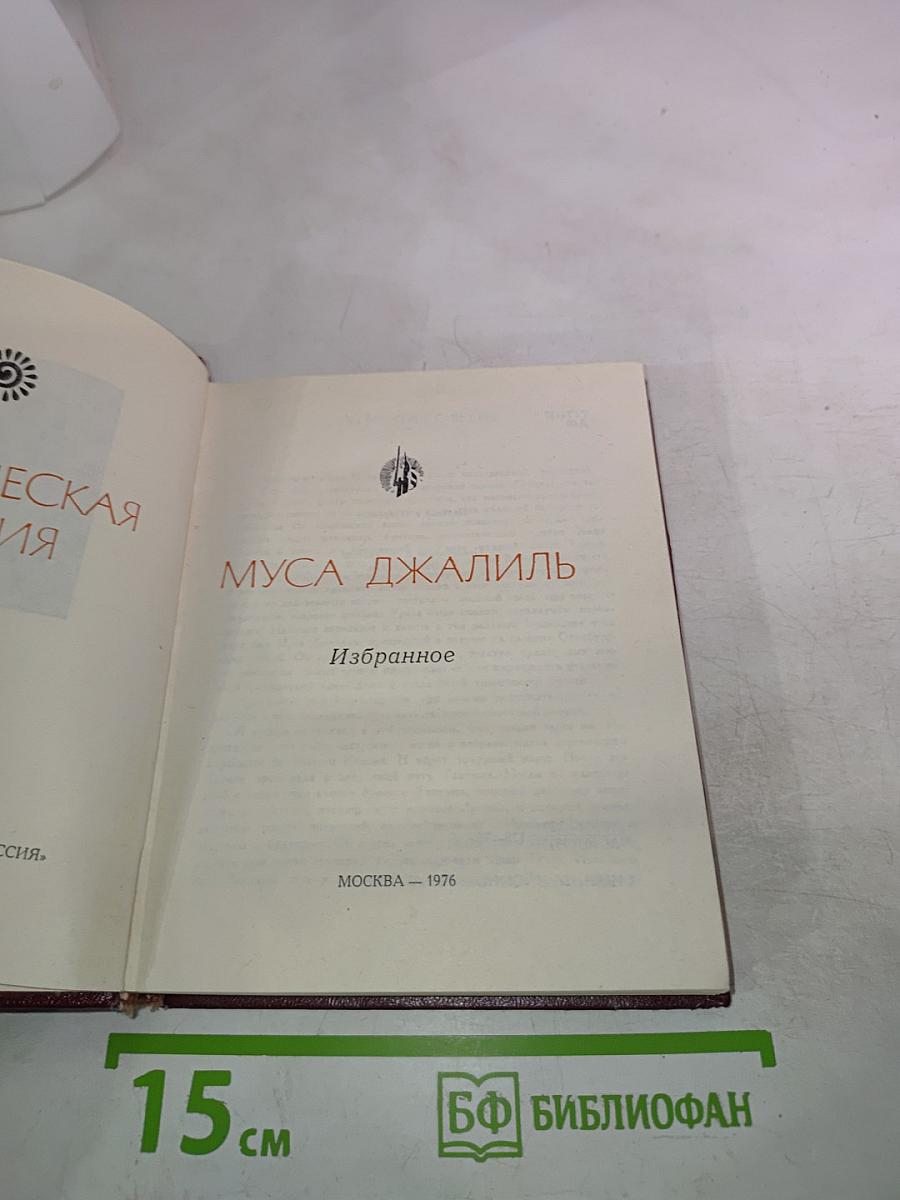 ЕСКАЯ
ИЯ
ССИЯ»
МУСА ДЖАЛИЛЬ
Избранное
МОСКВА — 1976
15 см
БФ БИБЛИОФАН